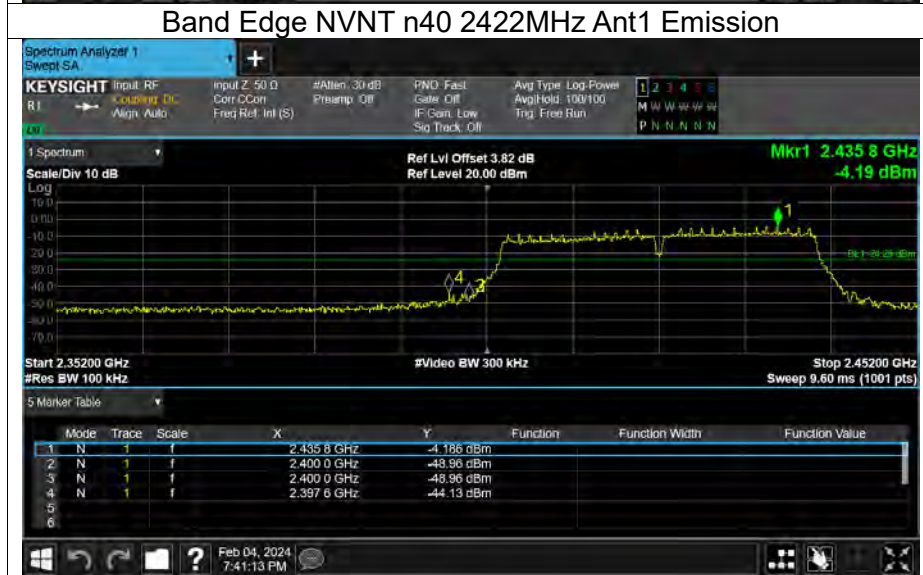 Band Edge NVNT n40 2422MHz Ant1 Emission
Spectrum Analyzer 1
Swept SA
+
KEYSIGHT Input: RF Input Z: 50 Ω #Atten: 30 dB PNO: Fast Avg Type: Log-Power 1 2 3 4 5 6
R1 Coupling: DC Corr CCorr Preamp: Off Gate: Off Avg|Hold: 100/100 M W W W W W
Align: Auto Freq Ref: Int (S) IF Gain: Low Trig: Free Run
Sig Track: Off P N N N N N
1 Spectrum Ref Lvl Offset 3.82 dB Mkr1 2.435 8 GHz
Scale/Div 10 dB Ref Level 20.00 dBm -4.19 dBm
Log
10.0
0.00
-10.0
-20.0
-30.0
-40.0
-50.0
-60.0
-70.0
1
4
3
Start 2.35200 GHz #Video BW 300 kHz Stop 2.45200 GHz
#Res BW 100 kHz Sweep 9.60 ms (1001 pts)
5 Marker Table
Mode Trace Scale X Y Function Function Width Function Value
1 N 1 f 2.435 8 GHz -4.186 dBm
2 N 1 f 2.400 0 GHz -48.96 dBm
3 N 1 f 2.400 0 GHz -48.96 dBm
4 N 1 f 2.397 6 GHz -44.13 dBm
5
6
? Feb 04, 2024
7:41:13 PM